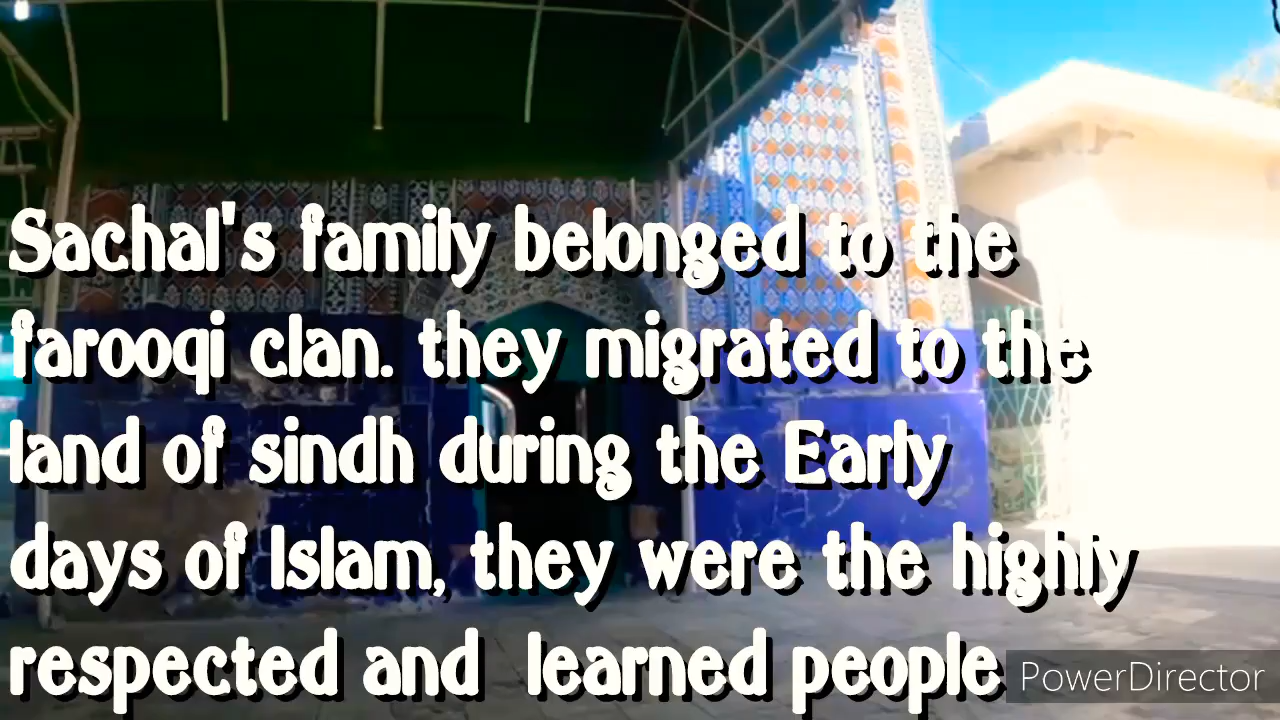 Sachal's family belonged to the
farooqi clan. they migrated to the
land of sindh during the Early
days of Islam, they were the highly
respected and learned people
PowerDirector